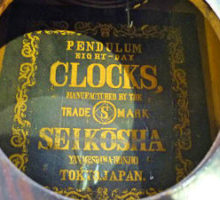 PENDULUM
EIGHT-DAY
CLOCKS,
MANUFACTURED BY THE
TRADE S MARK
SEIKOSHA
TOKYO, JAPAN.